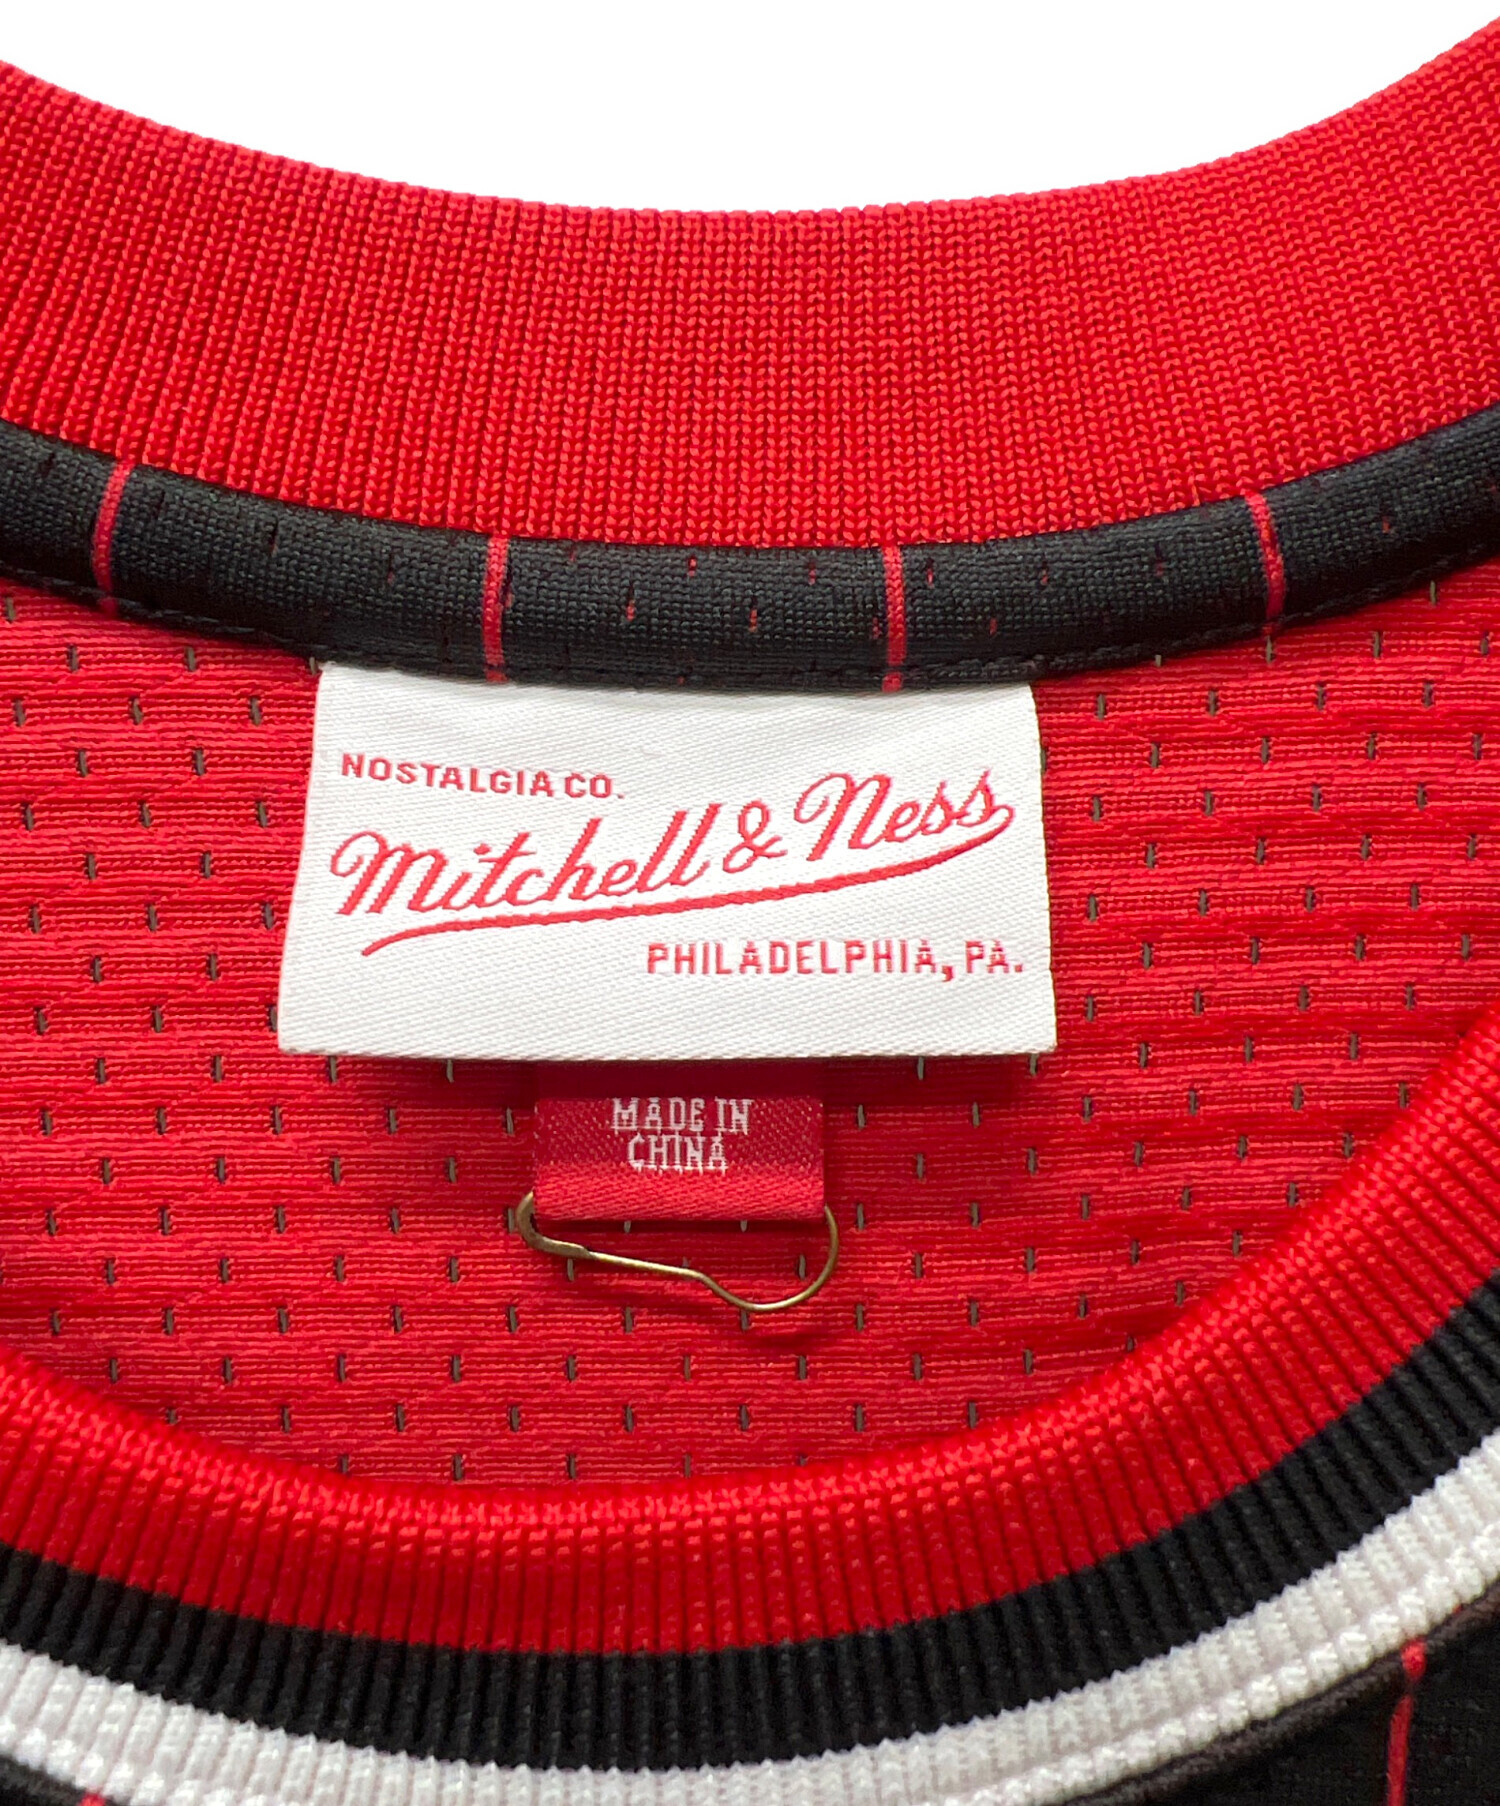 NOSTALGIA CO.
Mitchell & Ness
PHILADELPHIA, PA.
MADE IN
CHINA